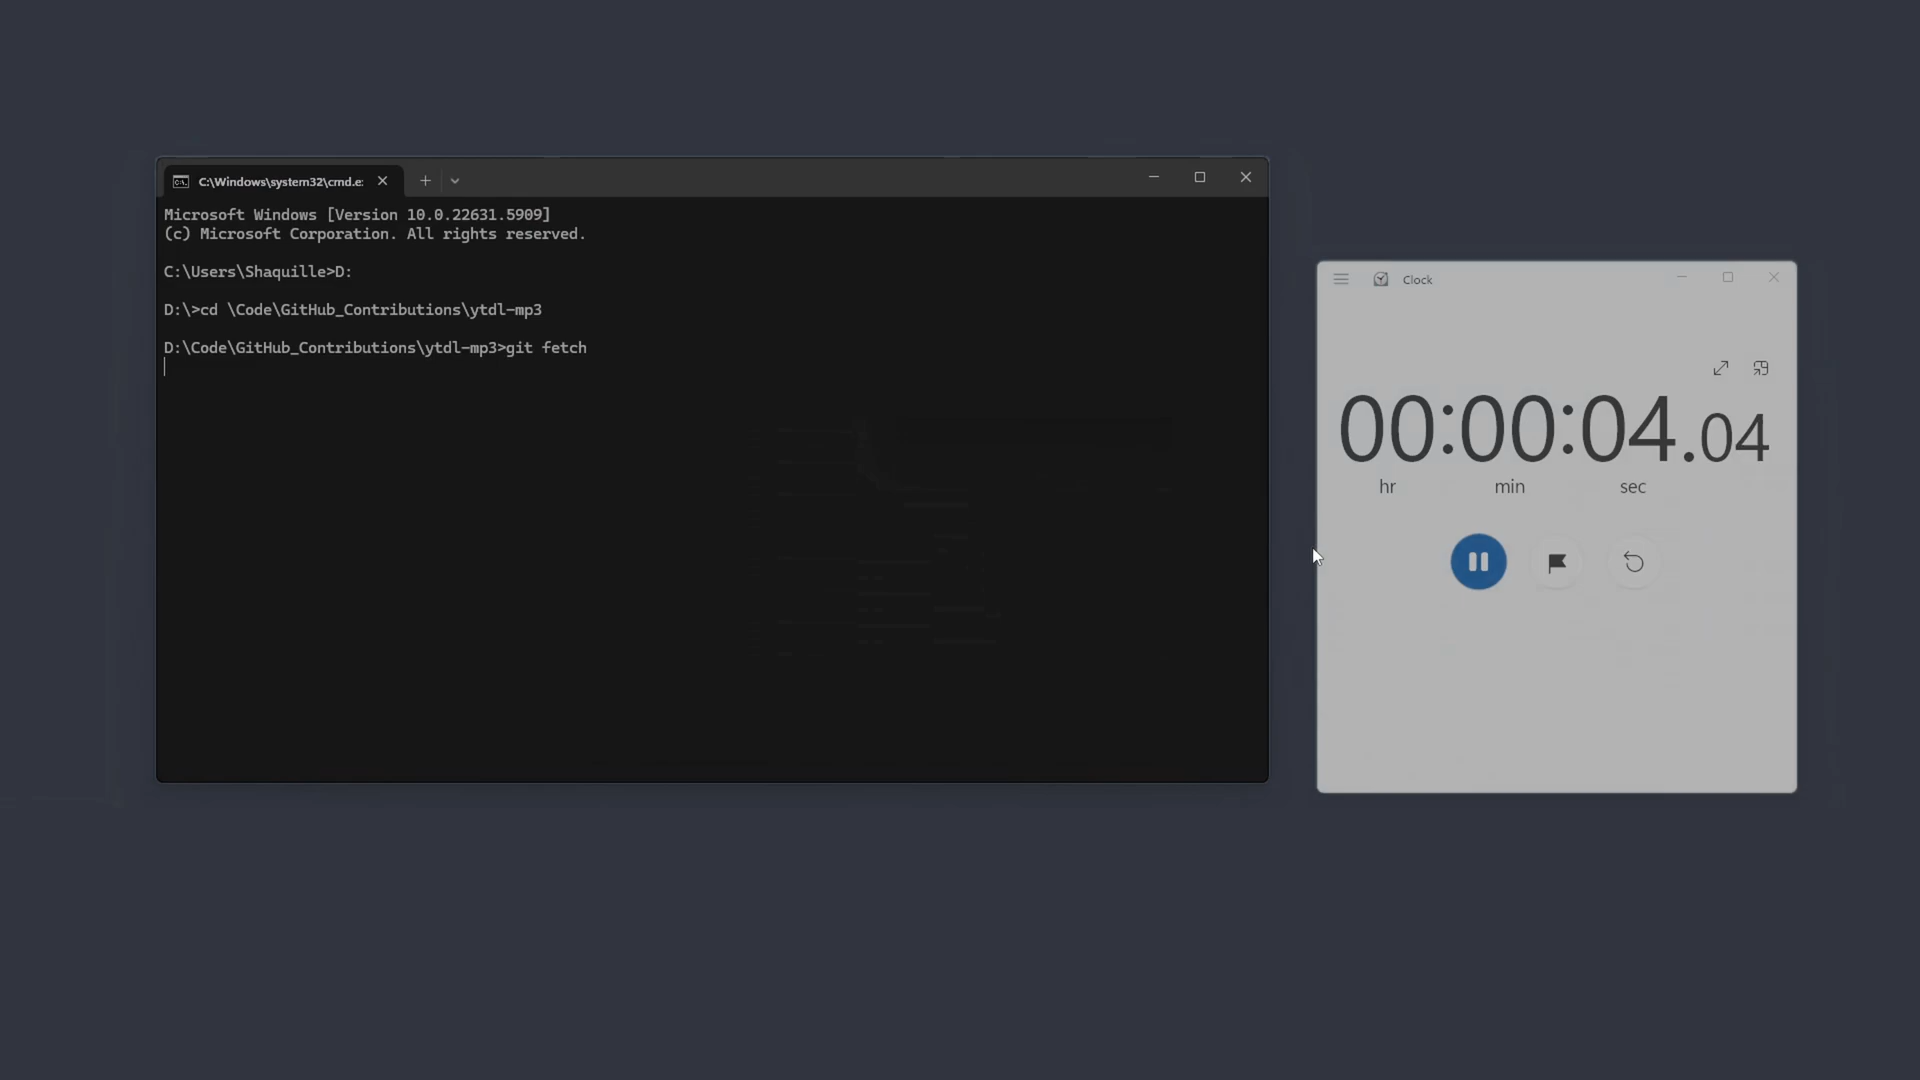 C:\Windows\system32\cmd.e:
Microsoft Windows [Version 10.0.22631.5909]
(c) Microsoft Corporation. All rights reserved.
C:\Users\Shaquille>D:
D:\>cd \Code\GitHub_Contributions\ytdl-mp3
D:\Code\GitHub_Contributions\ytdl-mp3>git fetch
Clock
00:00:04.04
hr min sec